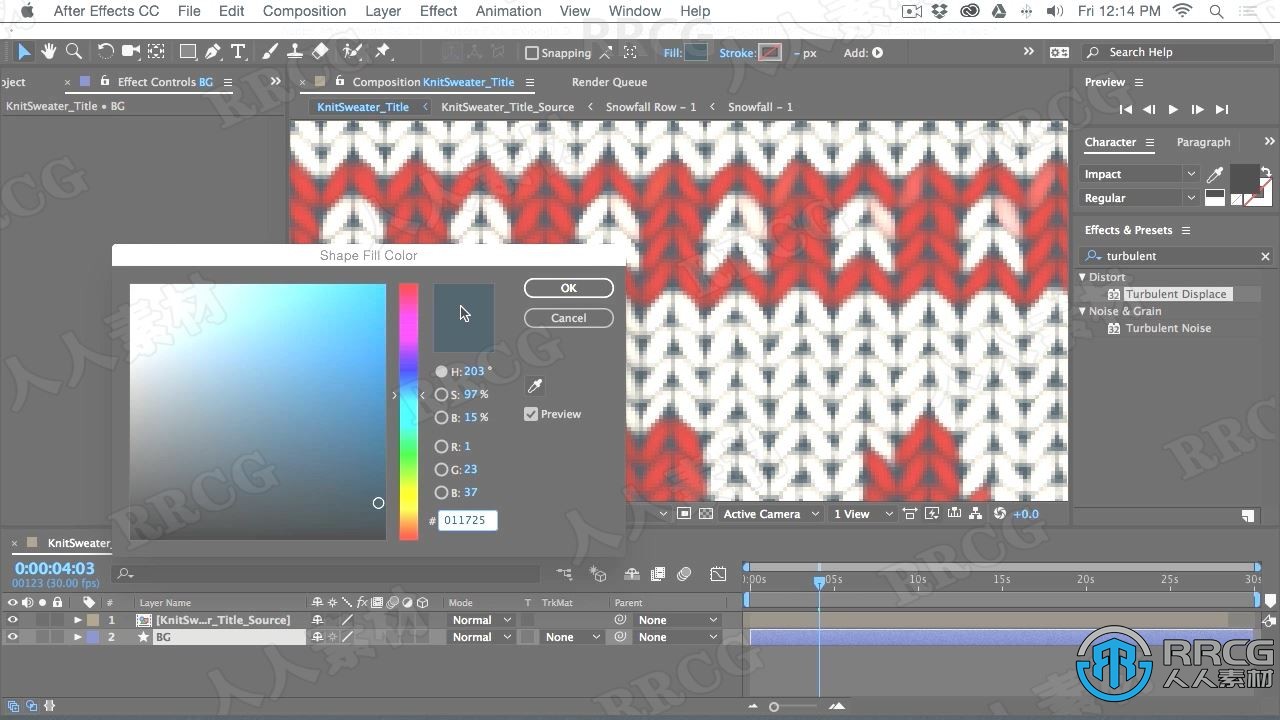 After Effects CC File Edit Composition Layer Effect Animation View Window Help Fri 12:14 PM
Snapping Fill: Stroke: – px Add: Search Help
oject × Effect Controls BG » × Composition KnitSweater_Title Render Queue Preview
KnitSweater_Title • BG KnitSweater_Title KnitSweater_Title_Source Snowfall Row - 1 Snowfall - 1
Character Paragraph
Impact
Regular
Effects & Presets
turbulent
Distort
Turbulent Displace
Noise & Grain
Turbulent Noise
Shape Fill Color
OK
Cancel
H: 203 °
S: 97 %
B: 15 %
Preview
R: 1
G: 23
B: 37
# 011725
Active Camera 1 View +0.0
× KnitSweater_
0:00:04:03
00123 (30.00 fps)
):00s 05s 10s 15s 20s 25s 30s
# Layer Name Mode T TrkMat Parent
1 [KnitSw...r_Title_Source] Normal None
2 BG Normal None None
RRCG
人人素材